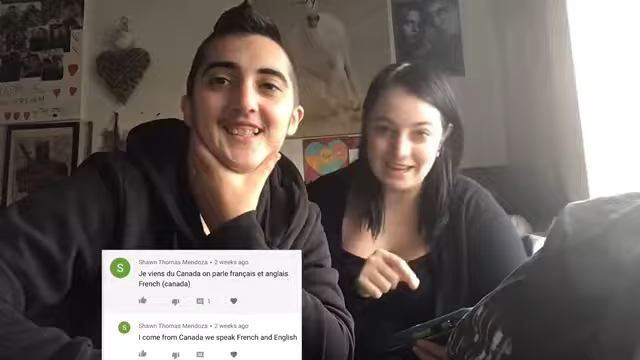 S
Shawn Thomas Mendoza • 2 weeks ago
Je viens du Canada on parle français et anglais.
French (canada)
1
S
Shawn Thomas Mendoza • 2 weeks ago
I come from Canada we speak French and English